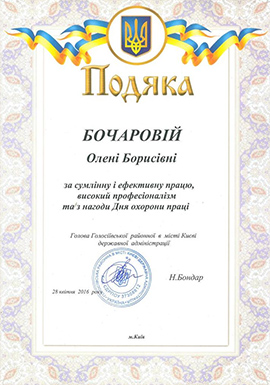 Подяка
БОЧАРОВІЙ
Олені Борисівні
за сумлінну і ефективну працю,
високий професіоналізм
та з нагоди Дня охорони праці
Голова Голосіївської районної в місті Києві
державної адміністрації
Н.Бондар
28 квітня 2016 року
м.Київ